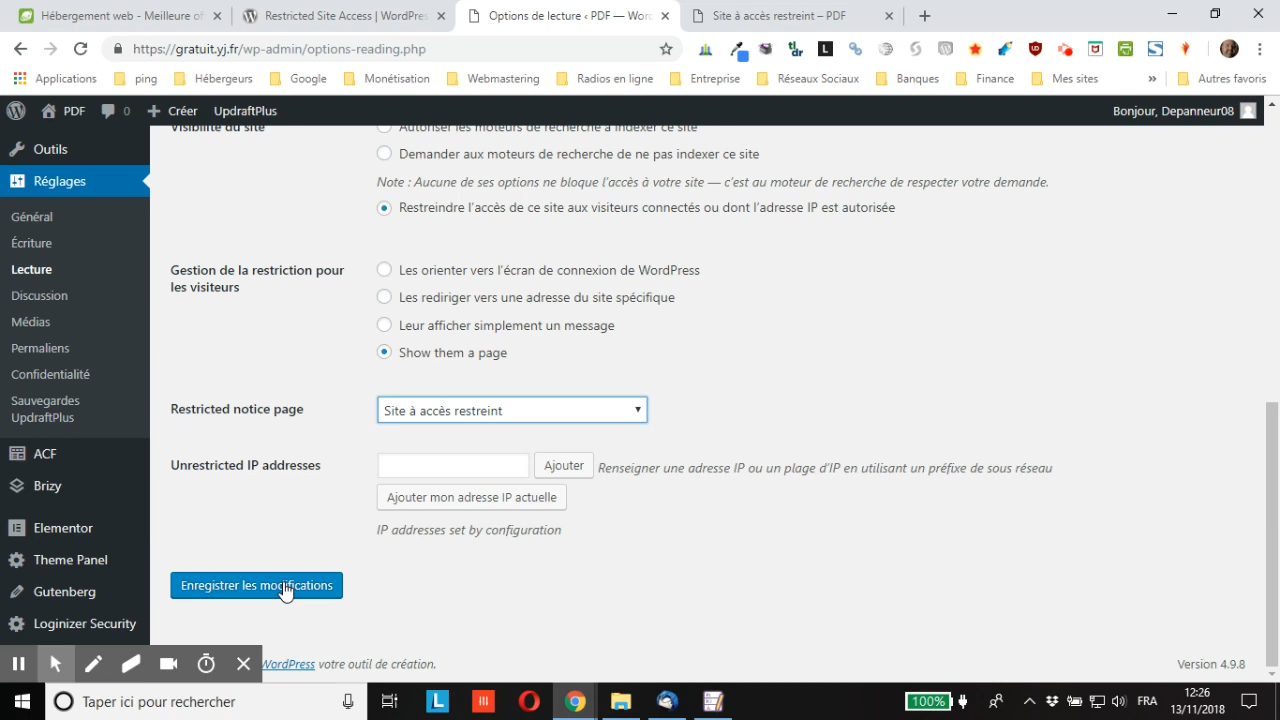 Hébergement web - Meilleure of
Restricted Site Access | WordPres
Options de lecture ‹ PDF — Wor
Site à accès restreint – PDF
https://gratuit.yj.fr/wp-admin/options-reading.php
Applications
ping
Hébergeurs
Google
Monétisation
Webmastering
Radios en ligne
Entreprise
Réseaux Sociaux
Banques
Finance
Mes sites
»
Autres favoris
PDF
0
Créer
UpdraftPlus
Bonjour, Depanneur08
Outils
Réglages
Général
Écriture
Lecture
Discussion
Médias
Permaliens
Confidentialité
Sauvegardes
UpdraftPlus
ACF
Brizy
Elementor
Theme Panel
Gutenberg
Loginizer Security
Visibilité du site
Autoriser les moteurs de recherche à indexer ce site
Demander aux moteurs de recherche de ne pas indexer ce site
Note : Aucune de ses options ne bloque l'accès à votre site — c'est au moteur de recherche de respecter votre demande.
Restreindre l'accès de ce site aux visiteurs connectés ou dont l'adresse IP est autorisée
Gestion de la restriction pour
les visiteurs
Les orienter vers l'écran de connexion de WordPress
Les rediriger vers une adresse du site spécifique
Leur afficher simplement un message
Show them a page
Restricted notice page
Site à accès restreint
Unrestricted IP addresses
Ajouter
Renseigner une adresse IP ou un plage d'IP en utilisant un préfixe de sous réseau
Ajouter mon adresse IP actuelle
IP addresses set by configuration
Enregistrer les modifications
WordPress votre outil de création.
Version 4.9.8
Taper ici pour rechercher
100%
FRA
12:26
13/11/2018